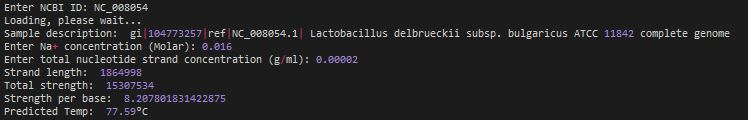 Enter NCBI ID: NC_008054
Loading, please wait...
Sample description:  gi|104773257|ref|NC_008054.1| Lactobacillus delbrueckii subsp. bulgaricus ATCC 11842 complete genome
Enter Na+ concentration (Molar): 0.016
Enter total nucleotide strand concentration (g/ml): 0.00002
Strand length:  1864998
Total strength:  15307534
Strength per base:  8.207801831422875
Predicted Temp:  77.59°C